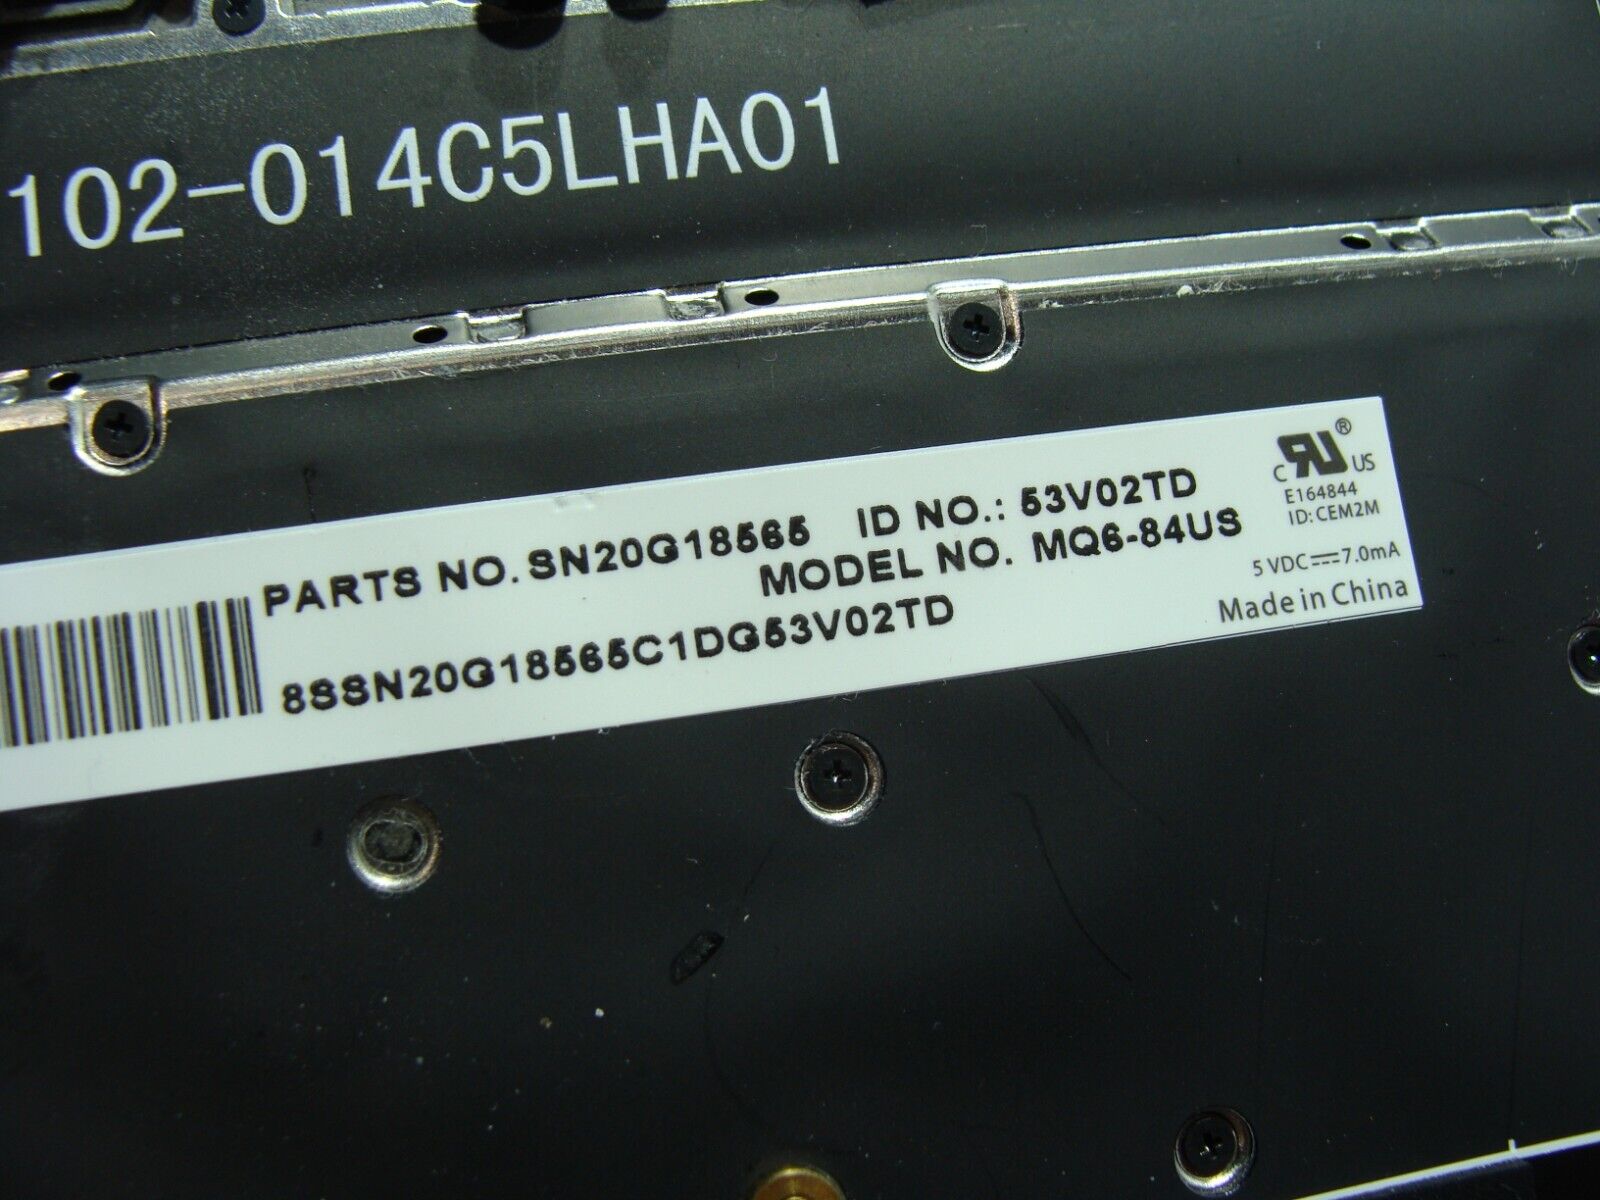 102-014C5LHA01
PARTS NO. SN20G18565 ID NO.: 53V02TD
MODEL NO. MQ6-84US
8SSN20G18565C1DG53V02TD
c RU ® US
E164844
ID: CEM2M
5 VDC⎓7.0mA
Made in China